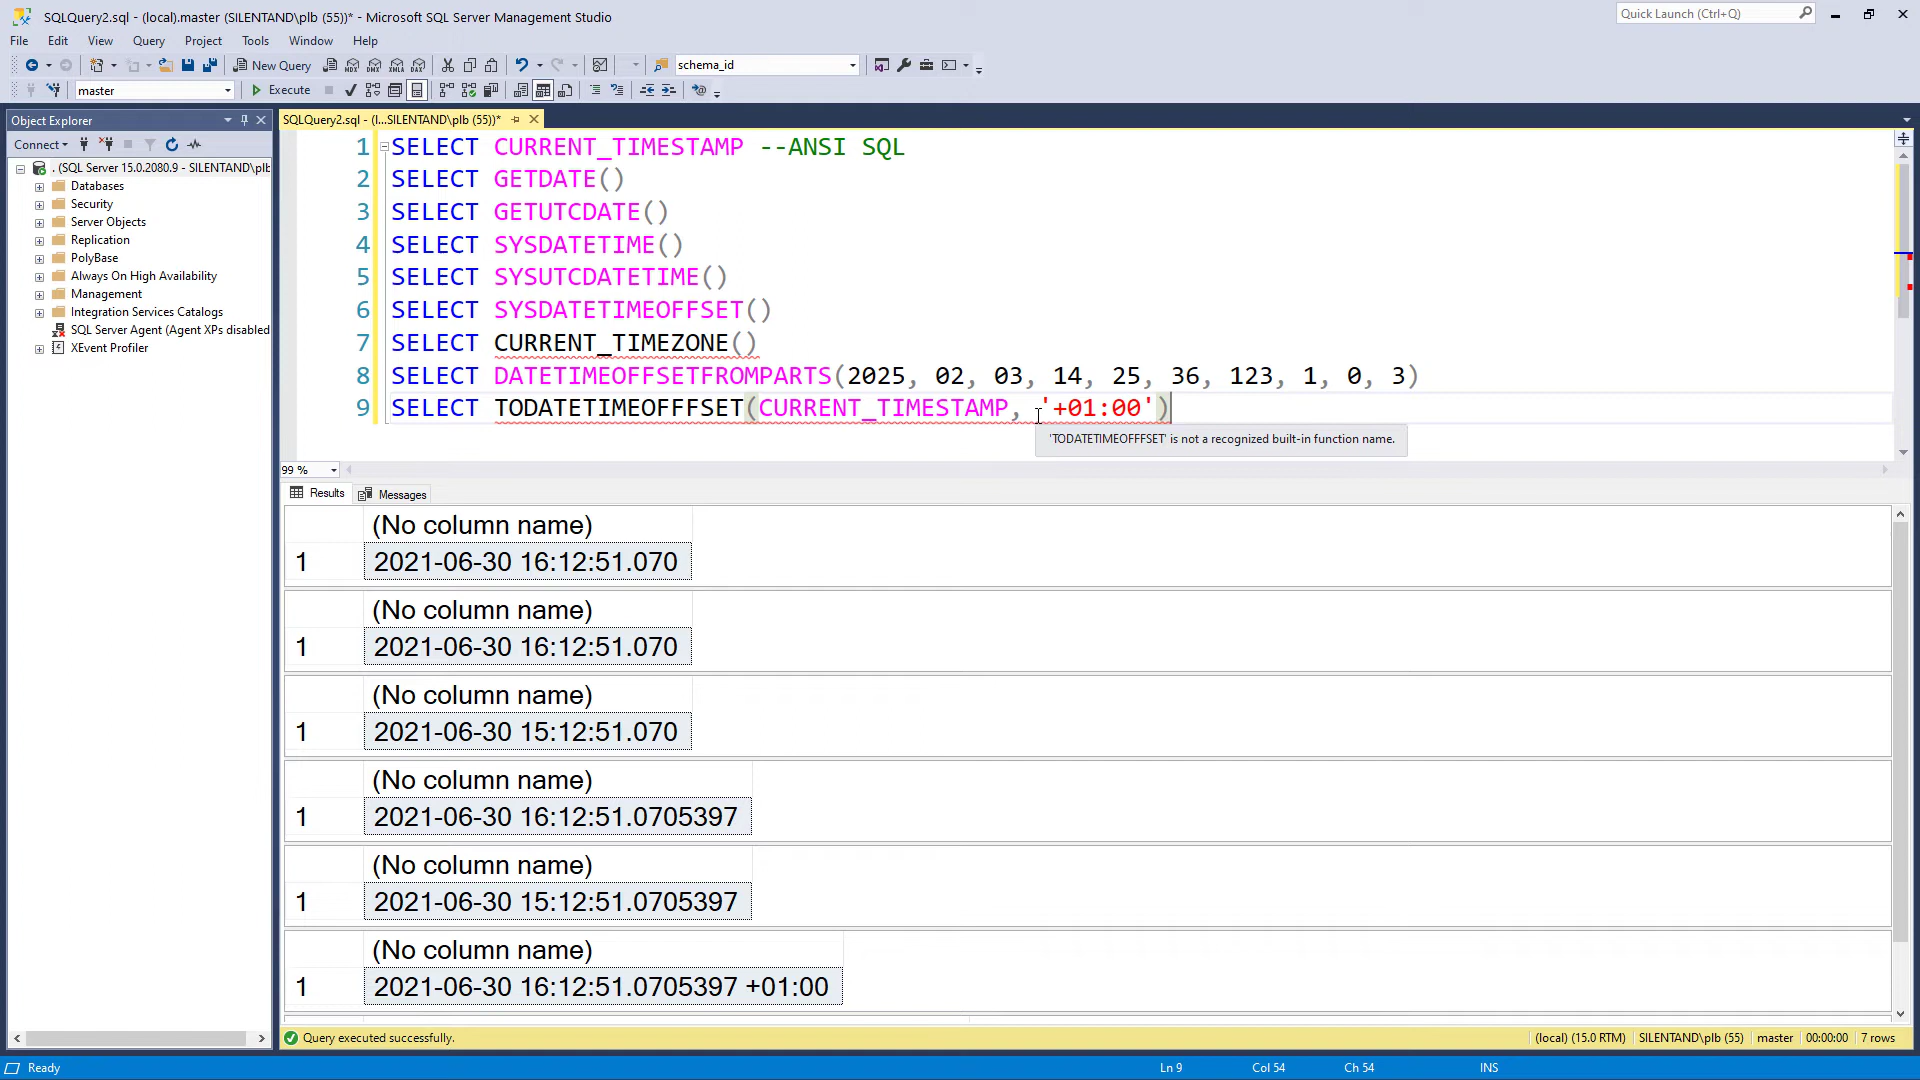 SQLQuery2.sql - (local).master (SILENTAND\plb (55))* - Microsoft SQL Server Management Studio
Quick Launch (Ctrl+Q)
File Edit View Query Project Tools Window Help
New Query
schema_id
master
Execute
Object Explorer
SQLQuery2.sql - (l...SILENTAND\plb (55))*
Connect
. (SQL Server 15.0.2080.9 - SILENTAND\plb
Databases
Security
Server Objects
Replication
PolyBase
Always On High Availability
Management
Integration Services Catalogs
SQL Server Agent (Agent XPs disabled
XEvent Profiler
1 SELECT CURRENT_TIMESTAMP --ANSI SQL
2 SELECT GETDATE()
3 SELECT GETUTCDATE()
4 SELECT SYSDATETIME()
5 SELECT SYSUTCDATETIME()
6 SELECT SYSDATETIMEOFFSET()
7 SELECT CURRENT_TIMEZONE()
8 SELECT DATETIMEOFFSETFROMPARTS(2025, 02, 03, 14, 25, 36, 123, 1, 0, 3)
9 SELECT TODATETIMEOFFFSET(CURRENT_TIMESTAMP, '+01:00')
'TODATETIMEOFFFSET' is not a recognized built-in function name.
99 %
Results Messages
(No column name)
1 2021-06-30 16:12:51.070
(No column name)
1 2021-06-30 16:12:51.070
(No column name)
1 2021-06-30 15:12:51.070
(No column name)
1 2021-06-30 16:12:51.0705397
(No column name)
1 2021-06-30 15:12:51.0705397
(No column name)
1 2021-06-30 16:12:51.0705397 +01:00
Query executed successfully.
(local) (15.0 RTM) SILENTAND\plb (55) master 00:00:00 7 rows
Ready
Ln 9 Col 54 Ch 54 INS